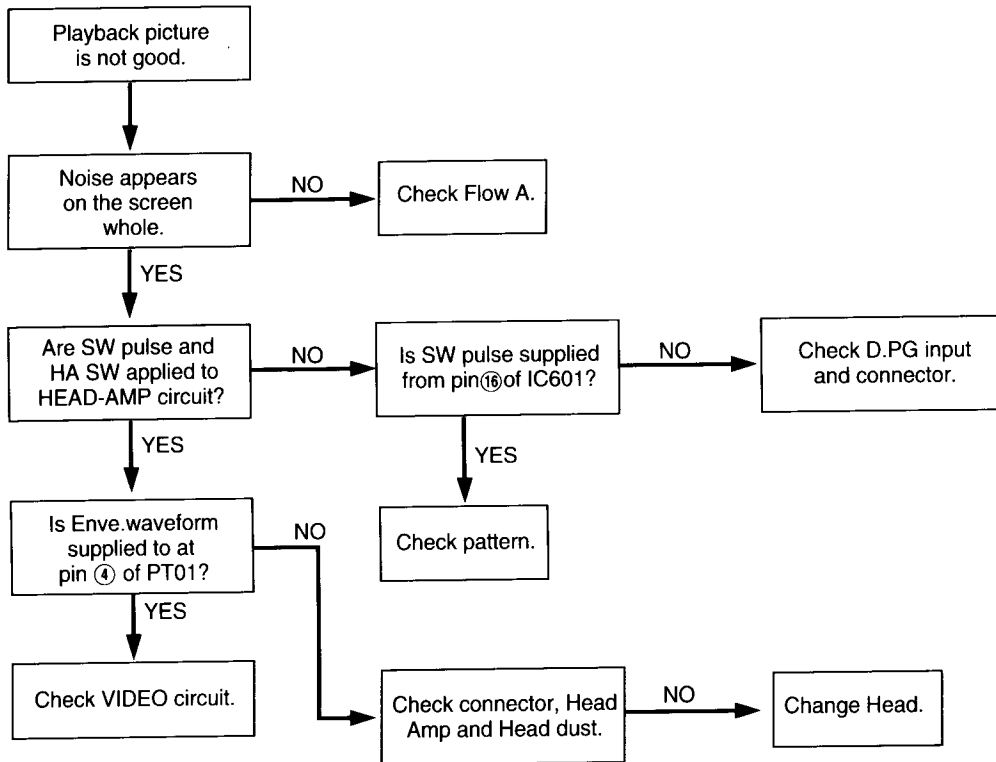 Playback picture
is not good.
Noise appears
on the screen
whole.
NO
Check Flow A.
YES
Are SW pulse and
HA SW applied to
HEAD-AMP circuit?
NO
Is SW pulse supplied
from pin⑯of IC601?
NO
Check D.PG input
and connector.
YES
YES
Is Enve.waveform
supplied to at
pin ④ of PT01?
NO
Check pattern.
YES
Check VIDEO circuit.
Check connector, Head
Amp and Head dust.
NO
Change Head.